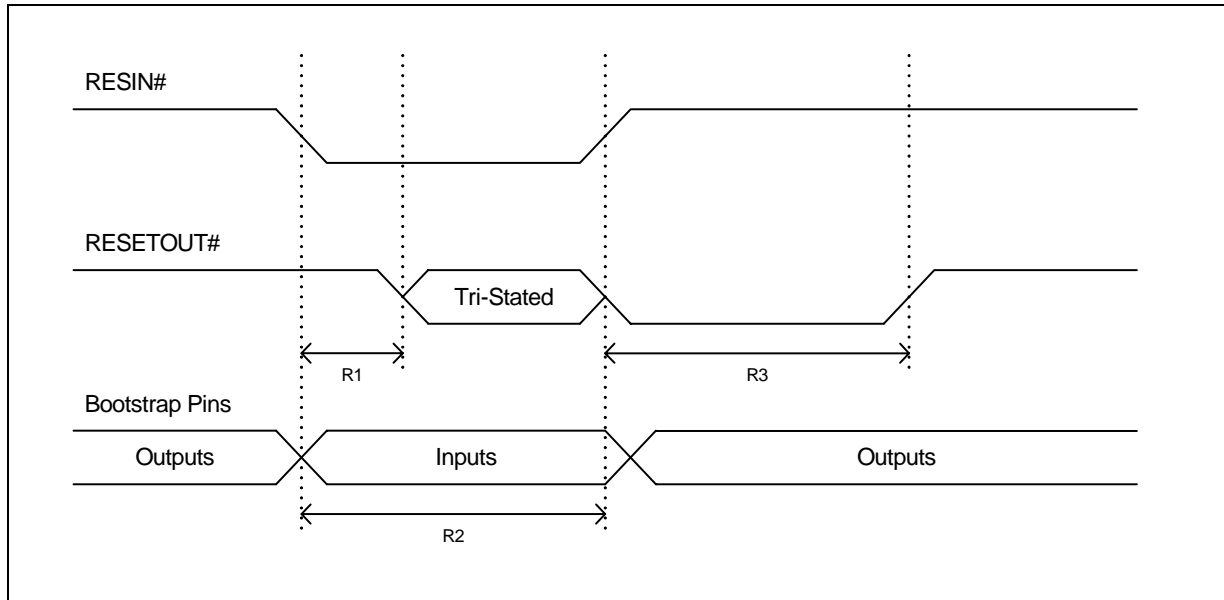 RESIN#
RESETOUT#
Tri-Stated
R1
R3
Bootstrap Pins
Outputs
Inputs
Outputs
R2